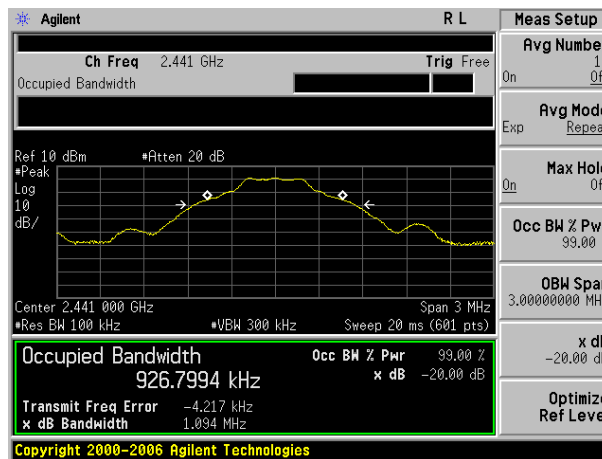 Agilent R L Meas Setup
Ch Freq 2.441 GHz Trig Free
Occupied Bandwidth
Avg Numbe
1
On Of
Avg Mode
Exp Repea
Ref 10 dBm #Atten 20 dB
#Peak
Log
10
dB/
Max Hol
On Of
Occ BW % Pw
99.00
Center 2.441 000 GHz Span 3 MHz
#Res BW 100 kHz #VBW 300 kHz Sweep 20 ms (601 pts)
OBW Spa
3.00000000 MH
Occupied Bandwidth Occ BW % Pwr 99.00 %
926.7994 kHz x dB -20.00 dB
x d
-20.00 d
Transmit Freq Error -4.217 kHz
x dB Bandwidth 1.094 MHz
Optimiz
Ref Leve
Copyright 2000-2006 Agilent Technologies